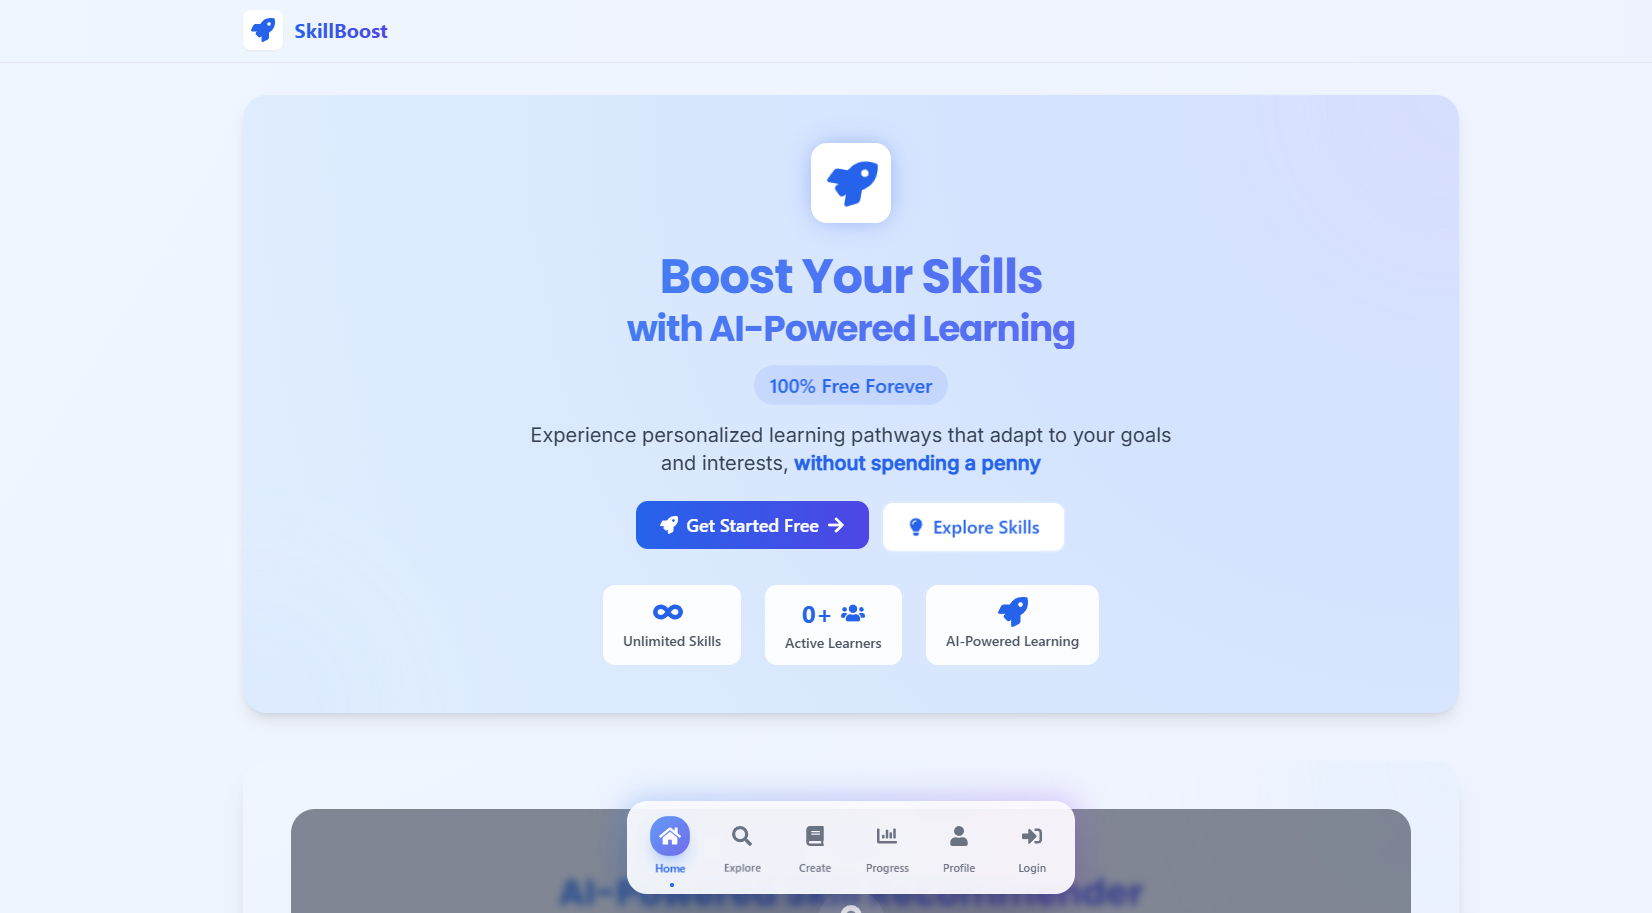 SkillBoost
Boost Your Skills
with AI-Powered Learning
100% Free Forever
Experience personalized learning pathways that adapt to your goals
and interests, without spending a penny
Get Started Free
Explore Skills
Unlimited Skills
0+
Active Learners
AI-Powered Learning
Home
Explore
Create
Progress
Profile
Login
AI-Powered Skill Recommender